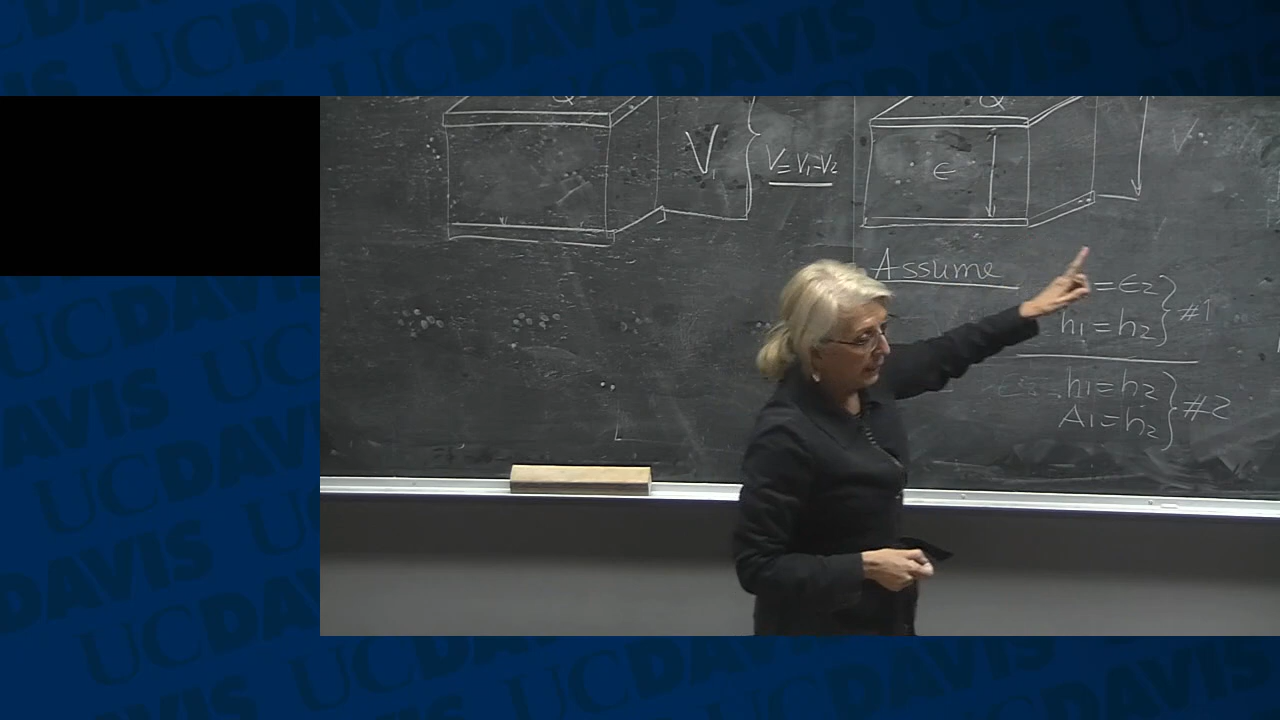 UCDAVIS
Q
V₁
V=V₁-V₂
Q
V
ϵ
Assume
=ϵ2
h1=h2
#1
h1=h2
A1=h2
#2